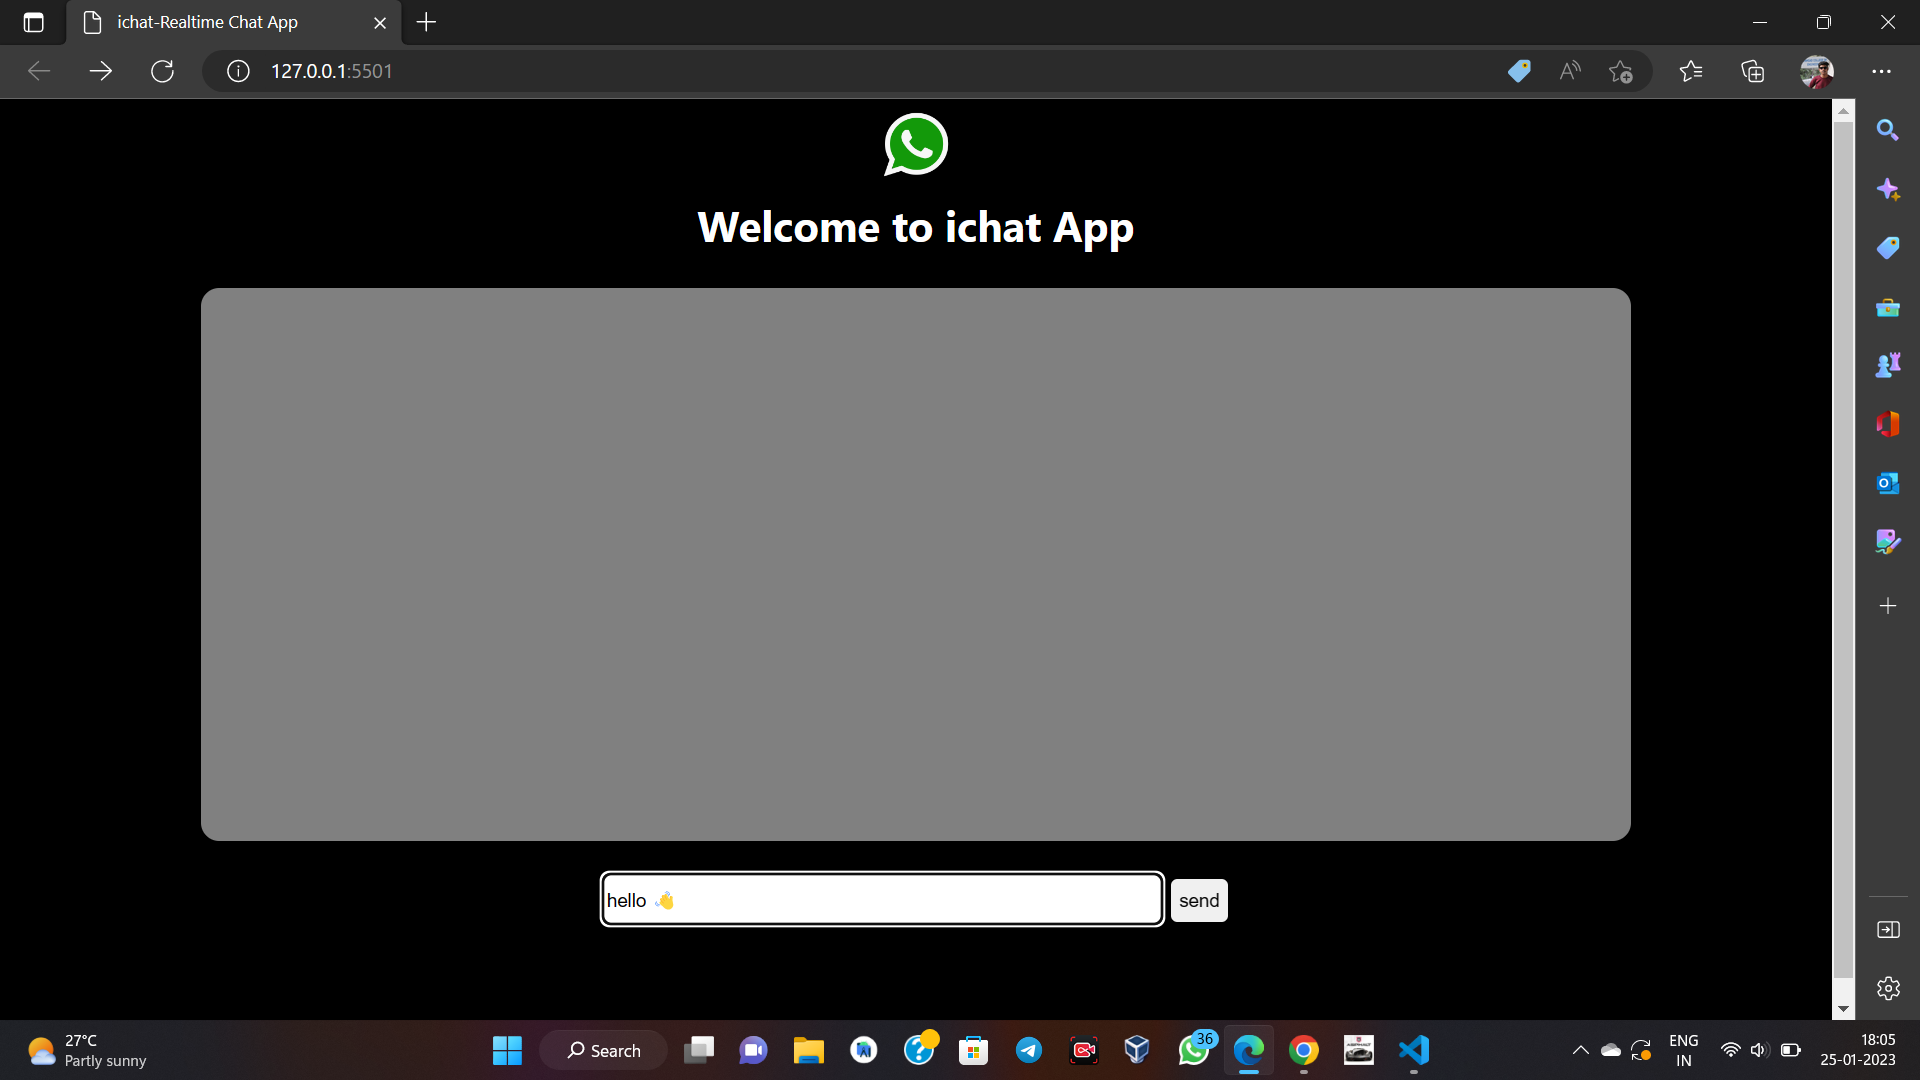 ichat-Realtime Chat App
127.0.0.1:5501
Welcome to ichat App
hello 👋
send
27°C
Partly sunny
Search
36
ENG
IN
18:05
25-01-2023